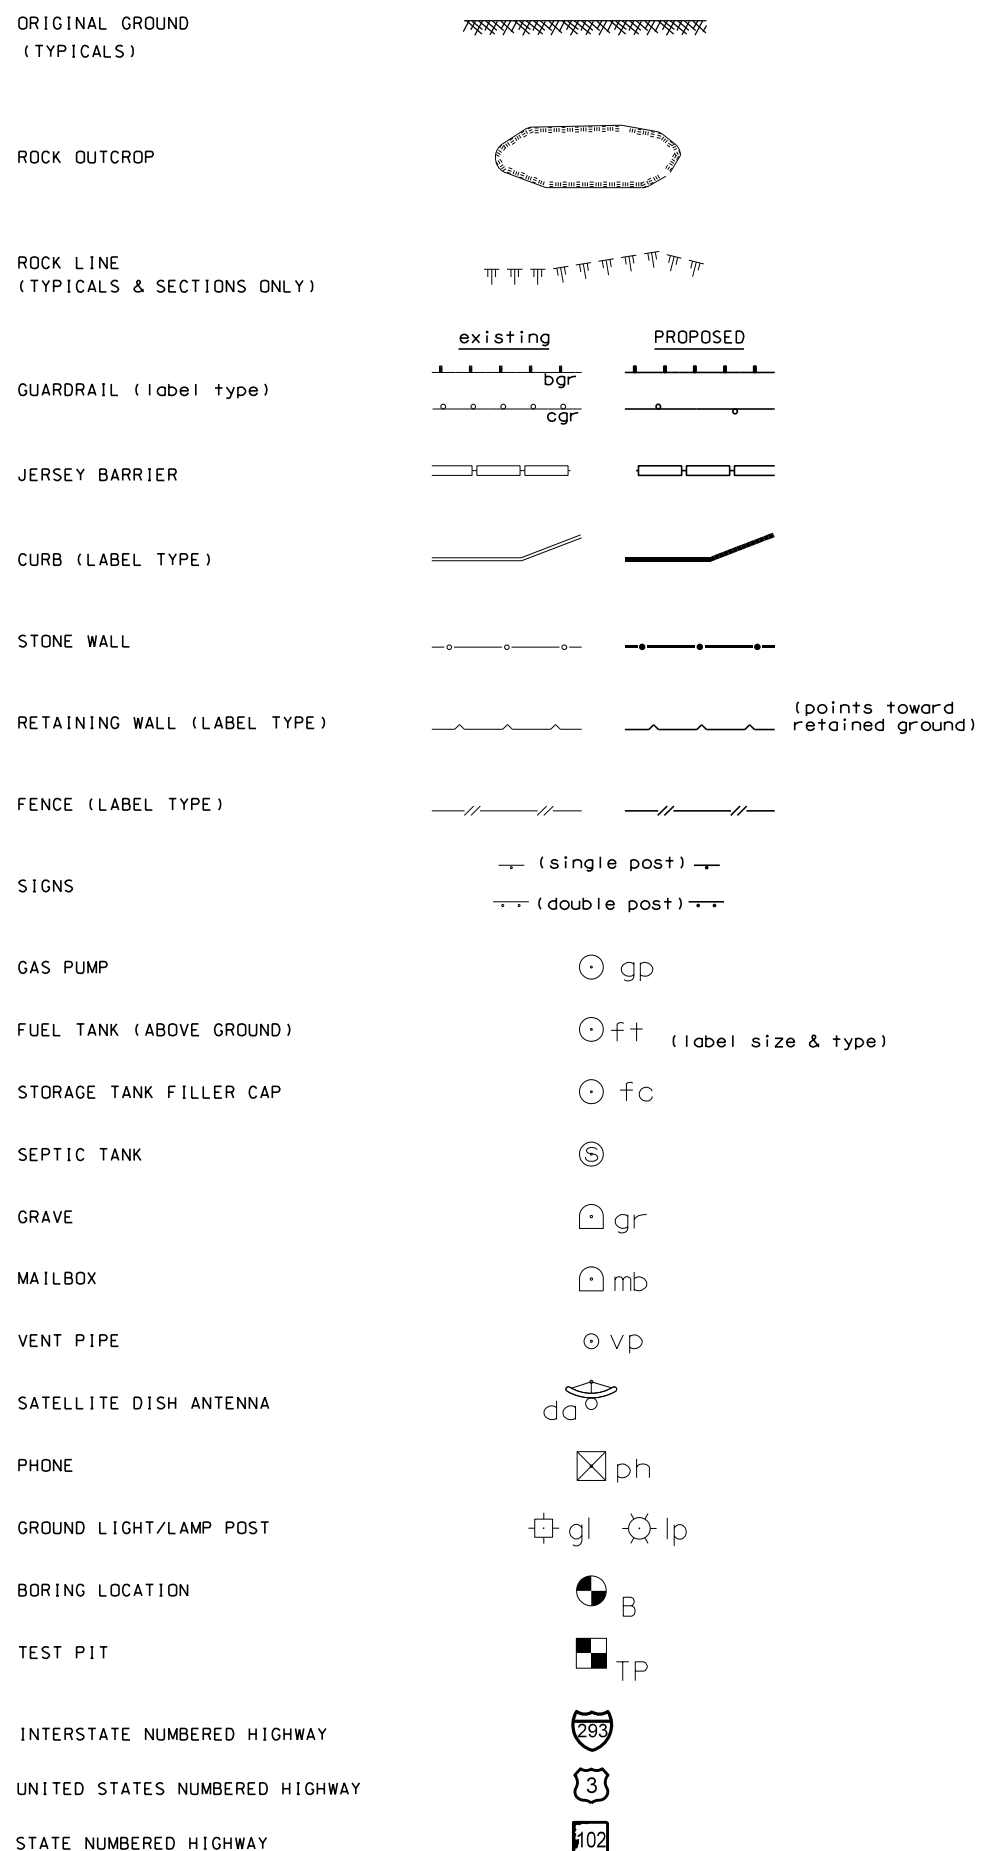 ORIGINAL GROUND
(TYPICALS)
ROCK OUTCROP
ROCK LINE
(TYPICALS & SECTIONS ONLY)
existing PROPOSED
GUARDRAIL (label type)
bgr
cgr
JERSEY BARRIER
CURB (LABEL TYPE)
STONE WALL
RETAINING WALL (LABEL TYPE)
(points toward
retained ground)
FENCE (LABEL TYPE)
SIGNS
(single post)
(double post)
GAS PUMP gp
FUEL TANK (ABOVE GROUND) ft (label size & type)
STORAGE TANK FILLER CAP fc
SEPTIC TANK S
GRAVE gr
MAILBOX mb
VENT PIPE vp
SATELLITE DISH ANTENNA da
PHONE ph
GROUND LIGHT/LAMP POST gl lp
BORING LOCATION B
TEST PIT TP
INTERSTATE NUMBERED HIGHWAY 293
UNITED STATES NUMBERED HIGHWAY 3
STATE NUMBERED HIGHWAY 102